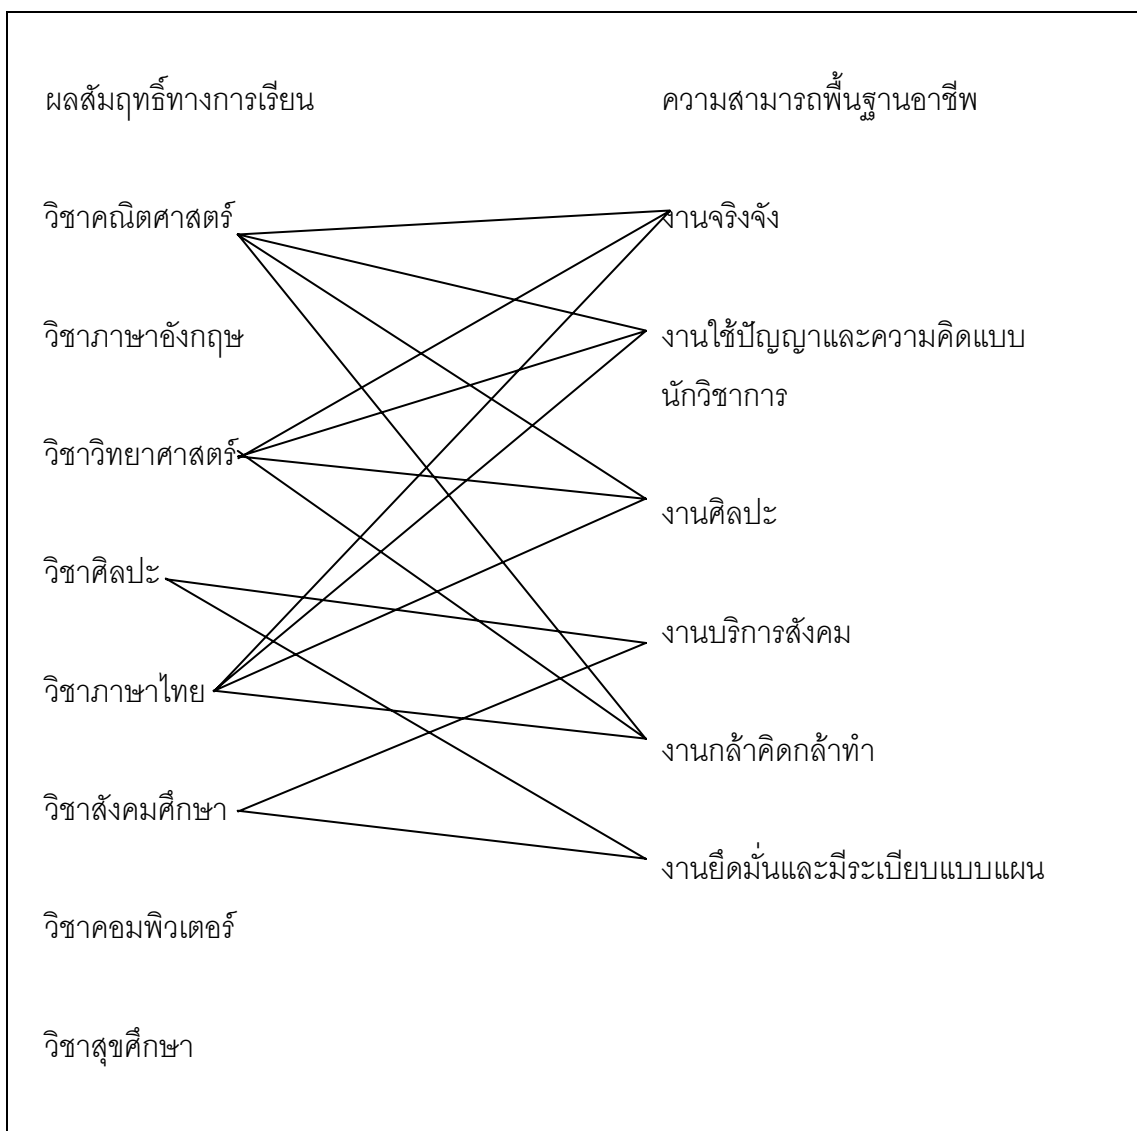 ผลสัมฤทธิ์ทางการเรียน
ความสามารถพื้นฐานอาชีพ
วิชาคณิตศาสตร์
งานจริงจัง
วิชาภาษาอังกฤษ
งานใช้ปัญญาและความคิดแบบ
นักวิชาการ
วิชาวิทยาศาสตร์
งานศิลปะ
วิชาศิลปะ
งานบริการสังคม
วิชาภาษาไทย
งานกล้าคิดกล้าทำ
วิชาสังคมศึกษา
งานยึดมั่นและมีระเบียบแบบแผน
วิชาคอมพิวเตอร์
วิชาสุขศึกษา